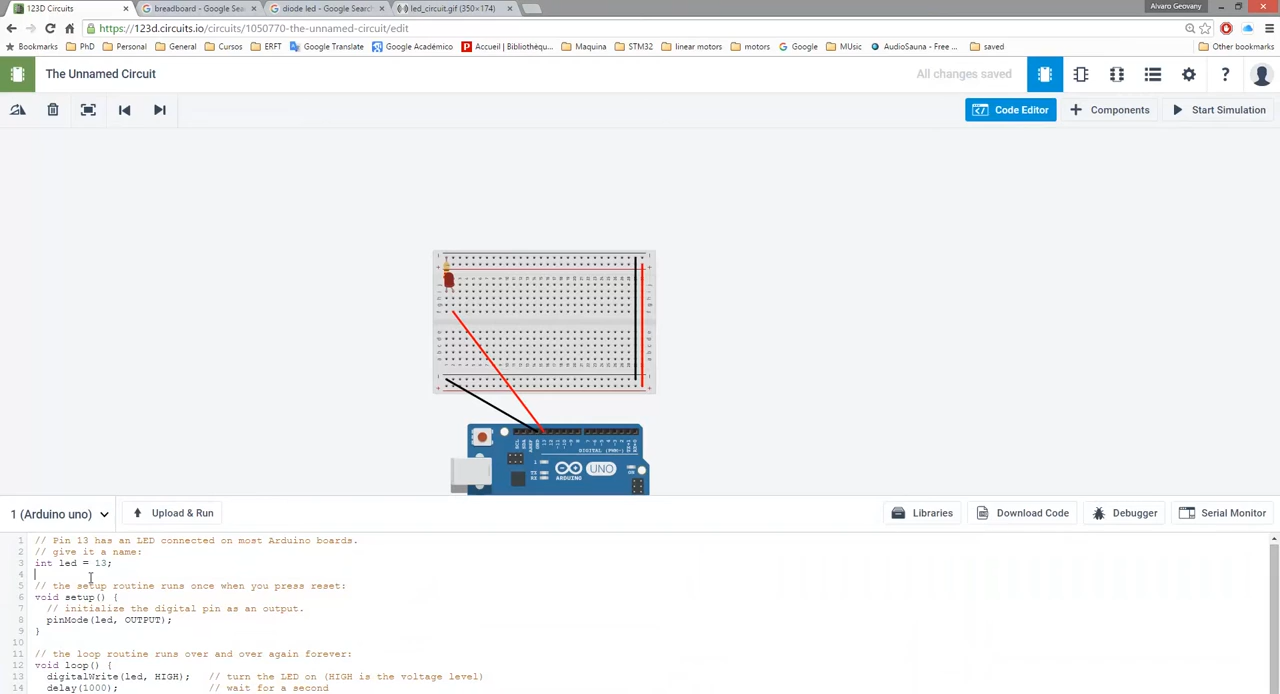 123D Circuits
breadboard - Google Sea
diode led - Google Search
led_circuit.gif (350×174)
Alvaro Geovany
https://123d.circuits.io/circuits/1050770-the-unnamed-circuit/edit
Bookmarks PhD Personal General Cursos ERFT Google Translate Google Académico Accueil | Bibliothèqu... Maquina STM32 linear motors motors Google MUsic AudioSauna - Free ... saved Other bookmarks
The Unnamed Circuit
All changes saved
?
Code Editor
+ Components
Start Simulation
DIGITAL (PWM~)
UNO
ARDUINO
TX
RX
ON
1 (Arduino uno)
Upload & Run
Libraries
Download Code
Debugger
Serial Monitor
1 // Pin 13 has an LED connected on most Arduino boards.
2 // give it a name:
3 int led = 13;
4
5 // the setup routine runs once when you press reset:
6 void setup() {
7 // initialize the digital pin as an output.
8 pinMode(led, OUTPUT);
9 }
10
11 // the loop routine runs over and over again forever:
12 void loop() {
13 digitalWrite(led, HIGH); // turn the LED on (HIGH is the voltage level)
14 delay(1000); // wait for a second